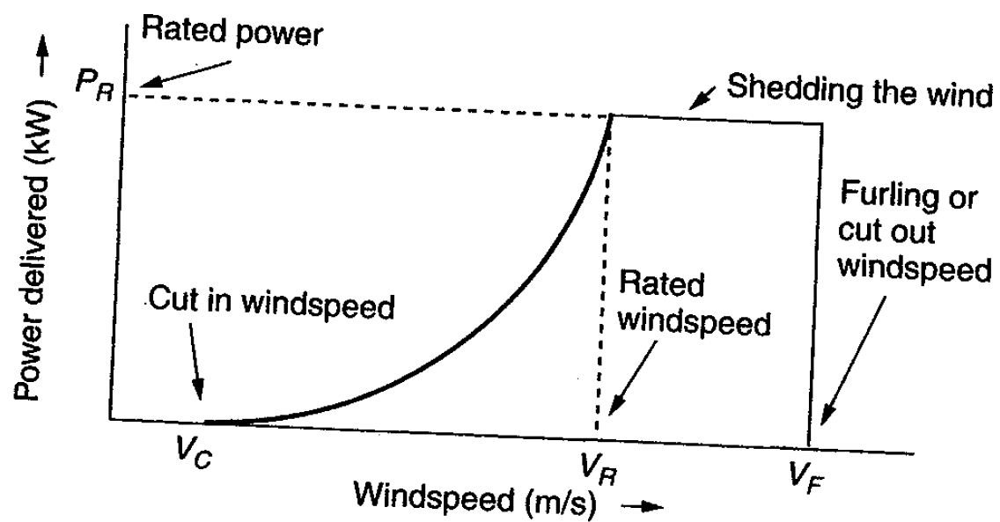 Rated power
P_R
Shedding the wind
Power delivered (kW)
Furling or
cut out
windspeed
Cut in windspeed
Rated
windspeed
V_C
V_R
V_F
Windspeed (m/s)